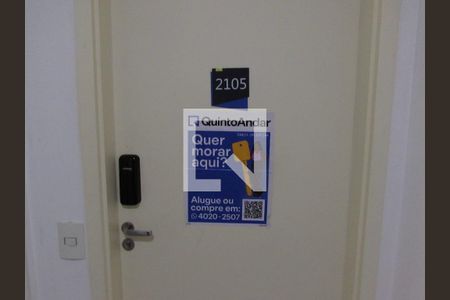 2105
QuintoAndar
Quer
morar
aqui?
Alugue ou
compre em:
4020-2507